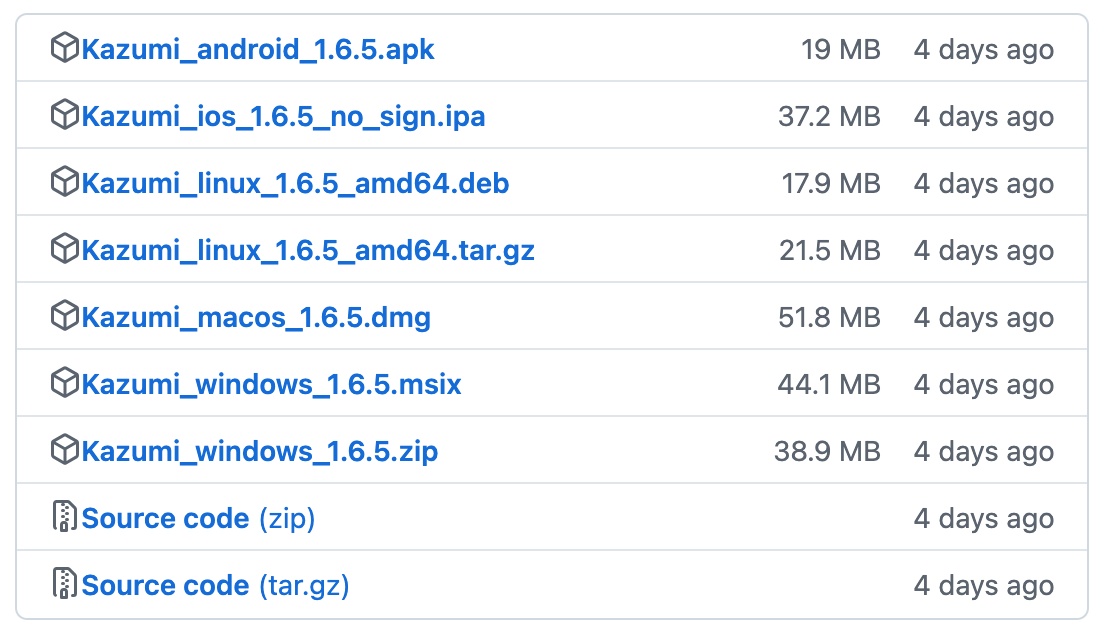 Kazumi_android_1.6.5.apk 19 MB 4 days ago
Kazumi_ios_1.6.5_no_sign.ipa 37.2 MB 4 days ago
Kazumi_linux_1.6.5_amd64.deb 17.9 MB 4 days ago
Kazumi_linux_1.6.5_amd64.tar.gz 21.5 MB 4 days ago
Kazumi_macos_1.6.5.dmg 51.8 MB 4 days ago
Kazumi_windows_1.6.5.msix 44.1 MB 4 days ago
Kazumi_windows_1.6.5.zip 38.9 MB 4 days ago
Source code (zip) 4 days ago
Source code (tar.gz) 4 days ago